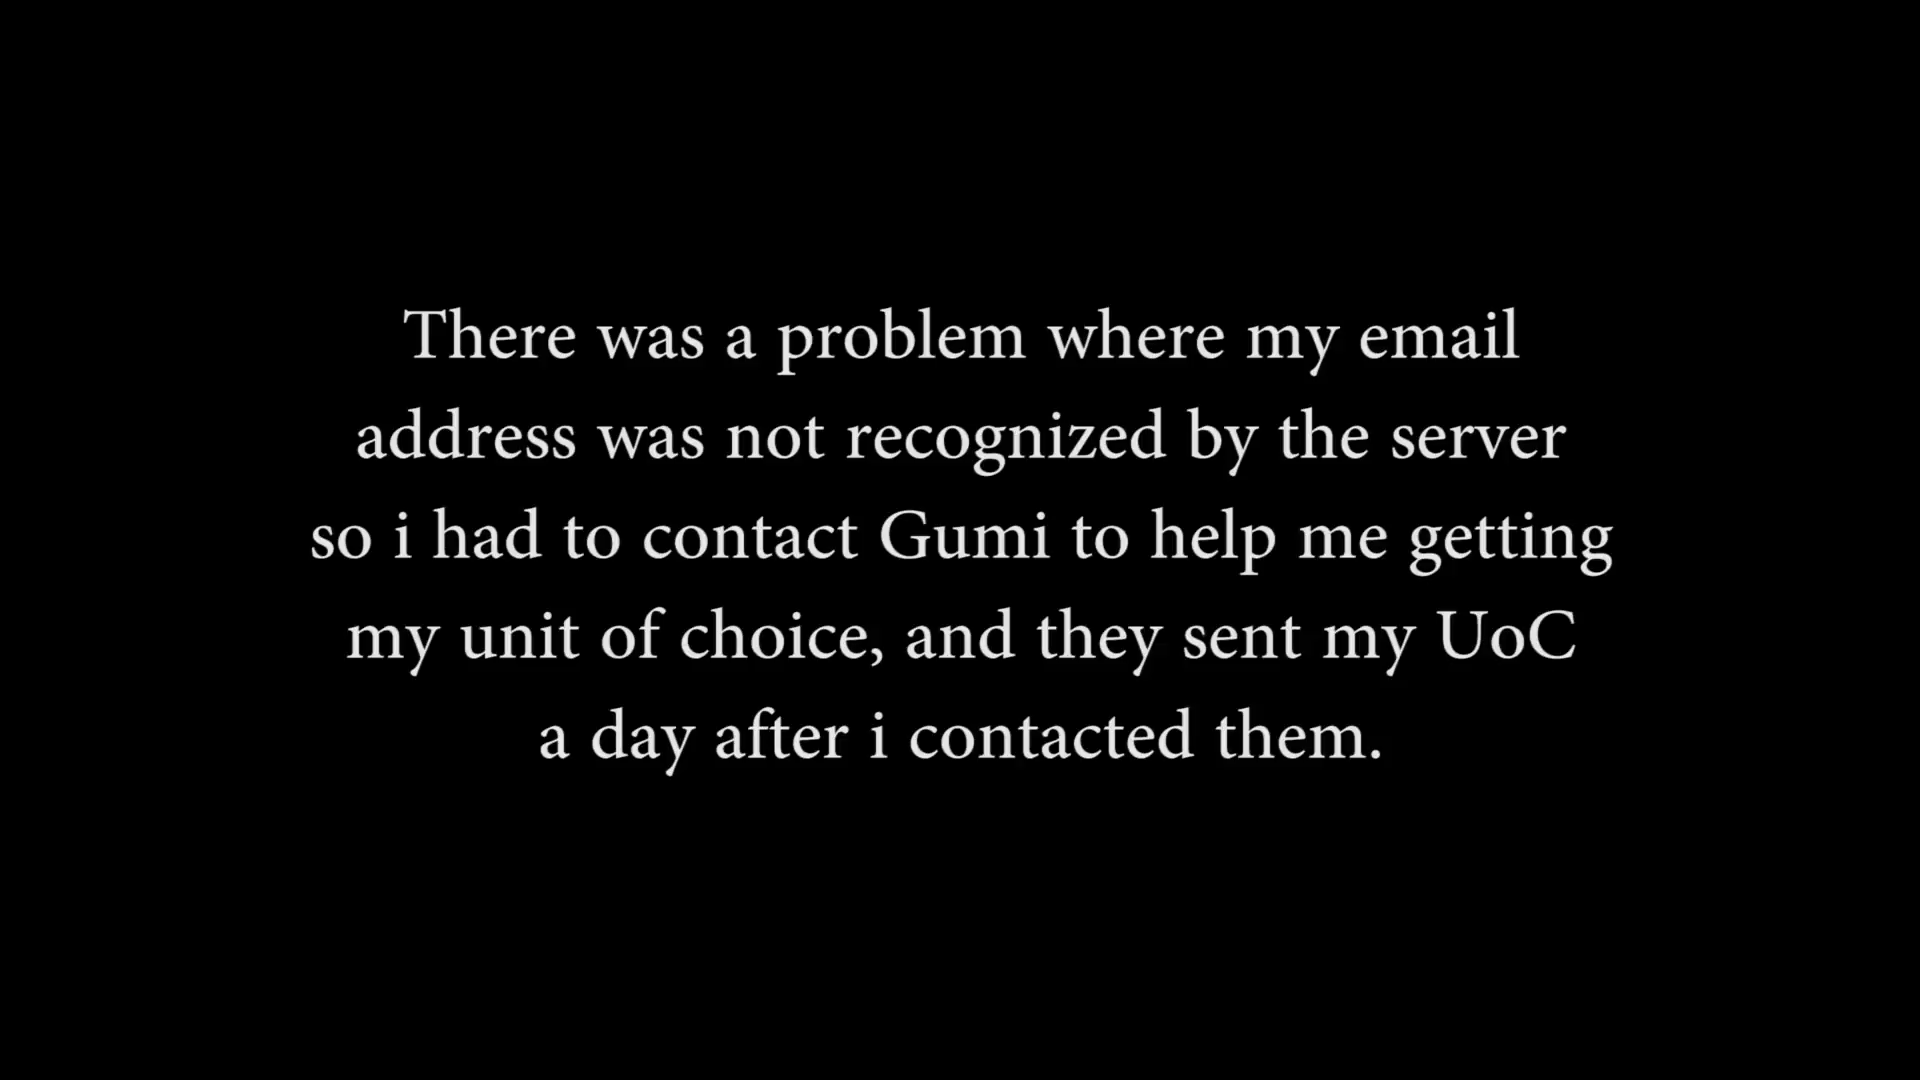 There was a problem where my email
address was not recognized by the server
so i had to contact Gumi to help me getting
my unit of choice, and they sent my UoC
a day after i contacted them.